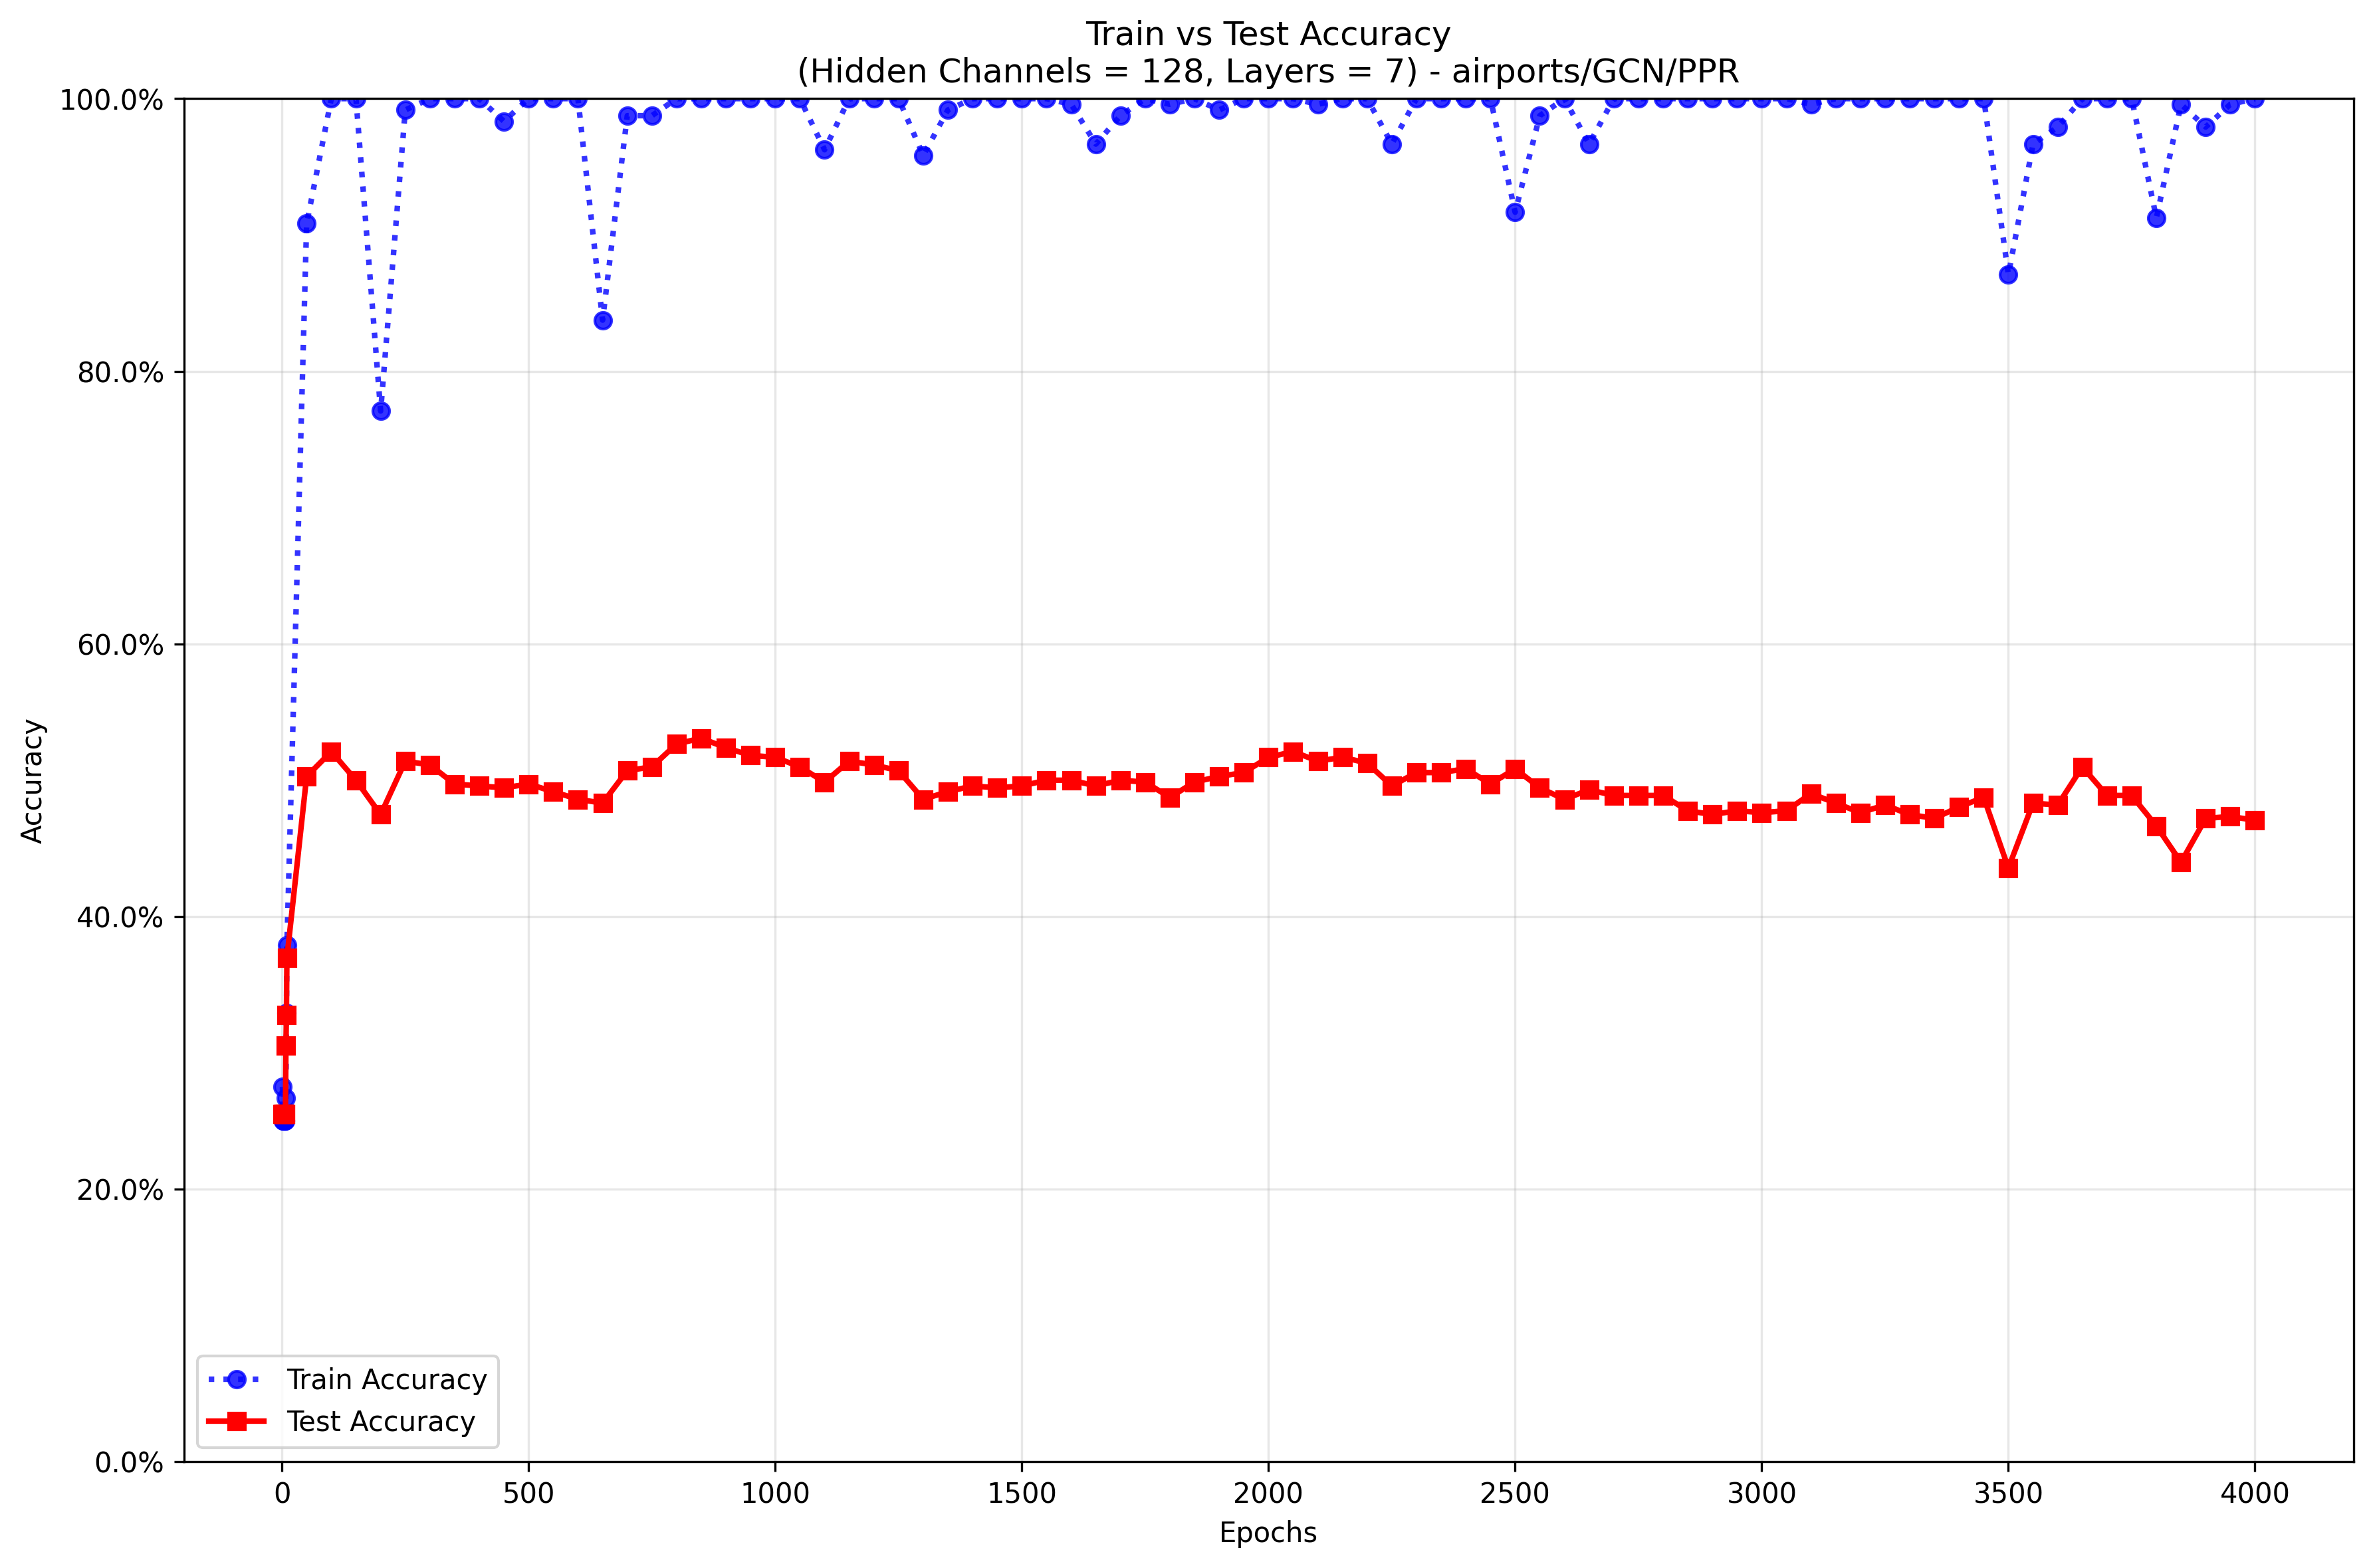 Train vs Test Accuracy
(Hidden Channels = 128, Layers = 7) - airports/GCN/PPR
100.0%
80.0%
60.0%
40.0%
20.0%
0.0%
Accuracy
Train Accuracy
Test Accuracy
0 500 1000 1500 2000 2500 3000 3500 4000
Epochs